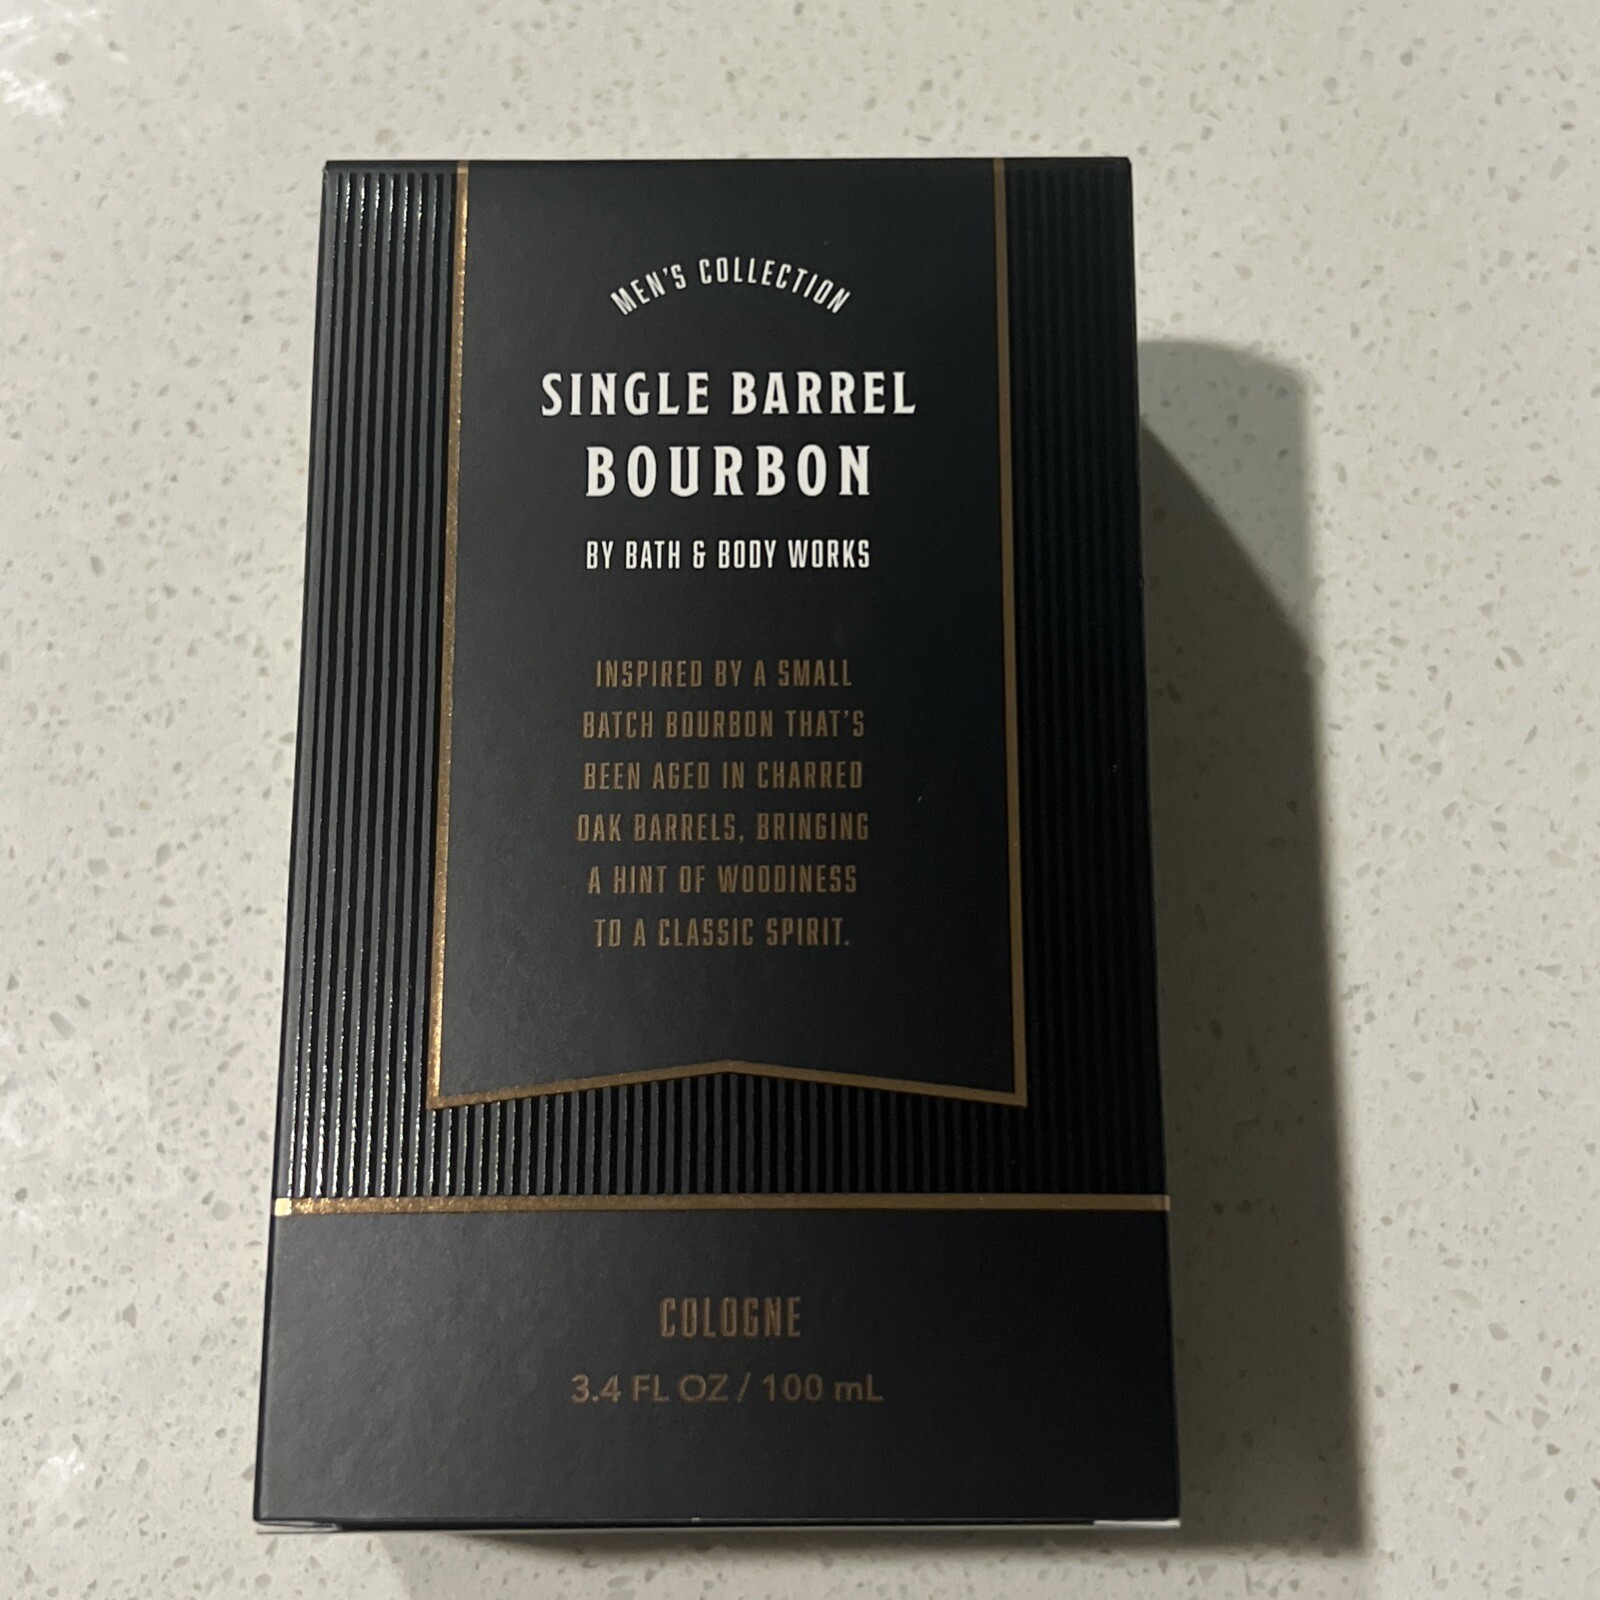 MEN'S COLLECTION
SINGLE BARREL
BOURBON
BY BATH & BODY WORKS
INSPIRED BY A SMALL
BATCH BOURBON THAT'S
BEEN AGED IN CHARRED
OAK BARRELS, BRINGING
A HINT OF WOODINESS
TO A CLASSIC SPIRIT.
COLOGNE
3.4 FL OZ / 100 mL